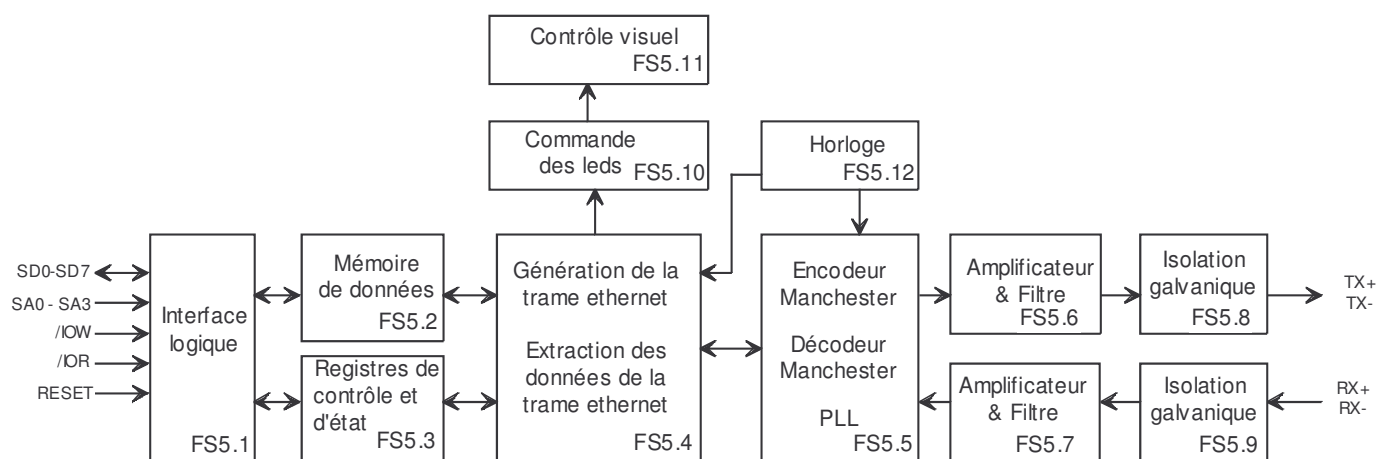 Contrôle visuel
FS5.11
Commande
des leds
FS5.10
Horloge
FS5.12
SD0-SD7
SA0 - SA3
/IOW
/IOR
RESET
Interface
logique
FS5.1
Mémoire
de données
FS5.2
Registres de
contrôle et
d'état
FS5.3
Génération de la
trame ethernet
Extraction des
données de la
trame ethernet
FS5.4
Encodeur
Manchester
Décodeur
Manchester
PLL
FS5.5
Amplificateur
& Filtre
FS5.6
Isolation
galvanique
FS5.8
TX+
TX-
Amplificateur
& Filtre
FS5.7
Isolation
galvanique
FS5.9
RX+
RX-